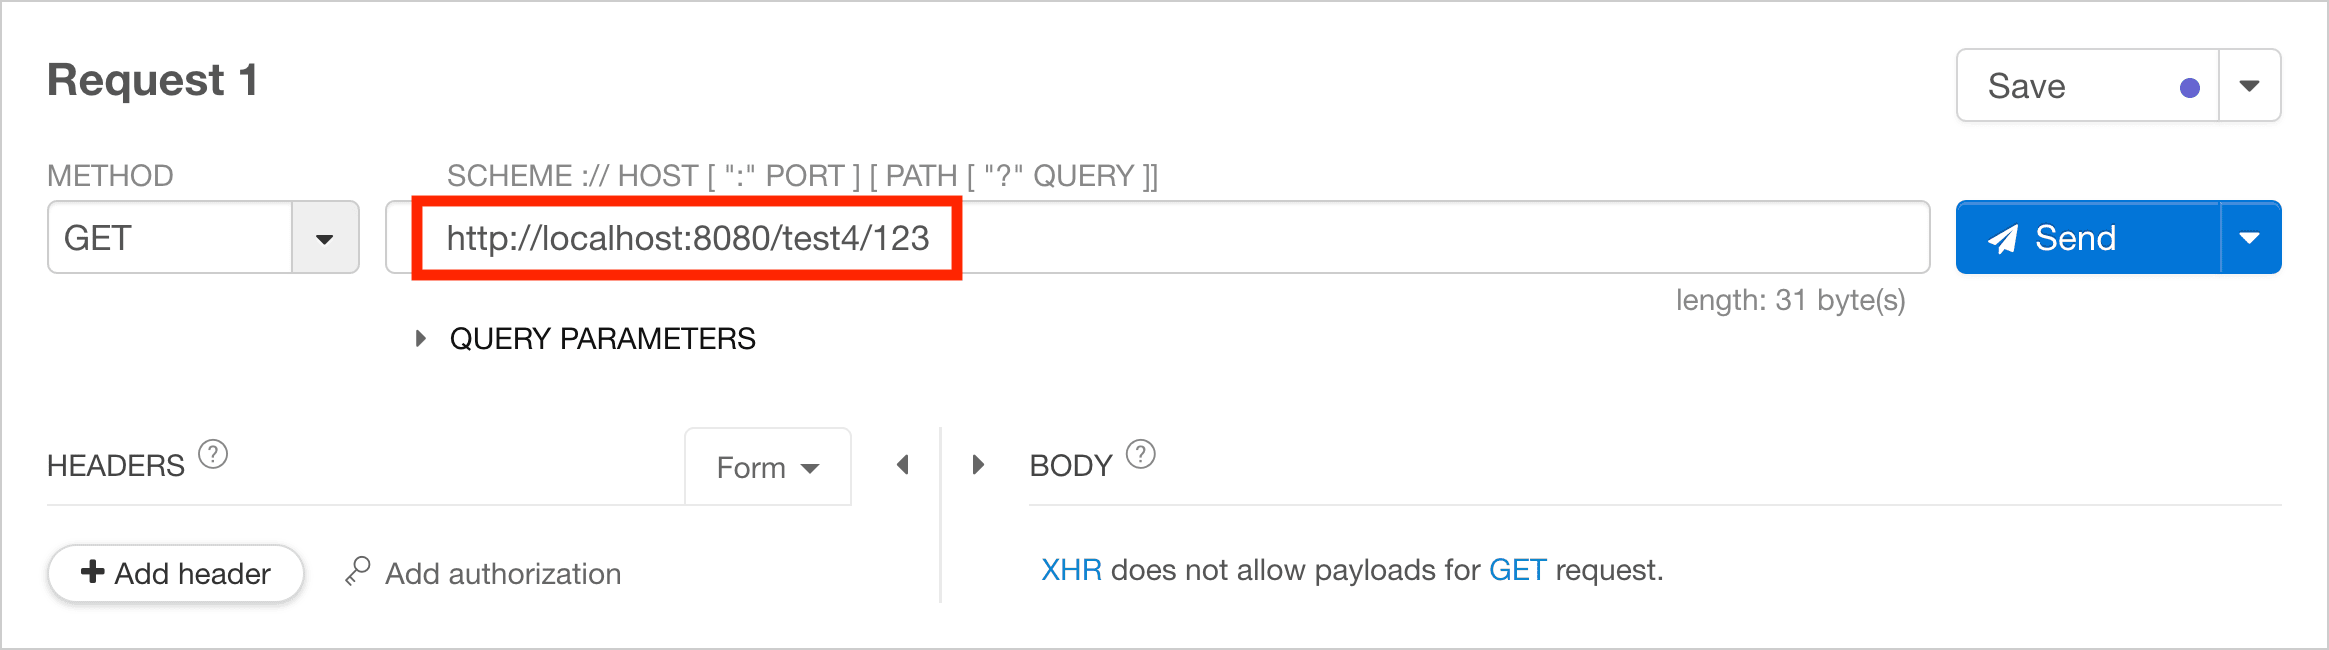 Request 1
Save
METHOD
SCHEME :// HOST [ ":" PORT ] [ PATH [ "?" QUERY ]]
GET
http://localhost:8080/test4/123
Send
length: 31 byte(s)
QUERY PARAMETERS
HEADERS ?
Form
BODY ?
+ Add header
Add authorization
XHR does not allow payloads for GET request.